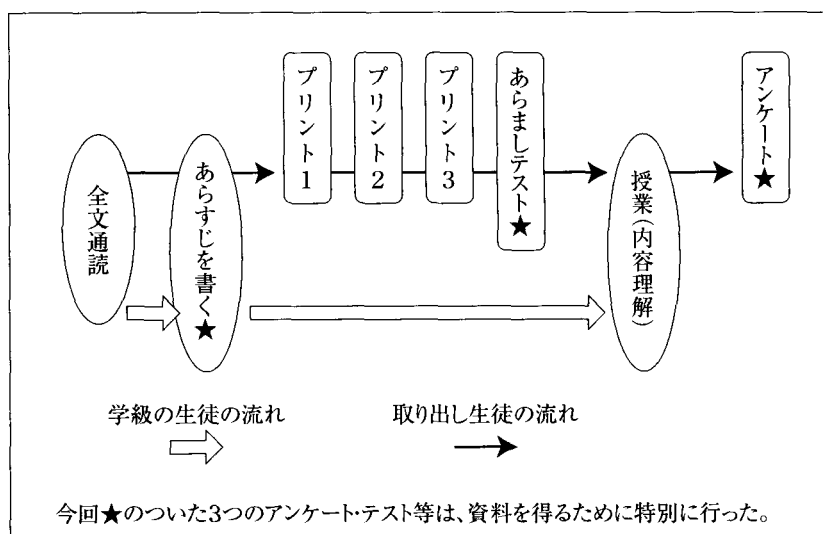 全文通読
あらすじを書く★
プリント1
プリント2
プリント3
あらましテスト★
授業(内容理解)
アンケート★
学級の生徒の流れ
取り出し生徒の流れ
今回★のついた3つのアンケート・テスト等は、資料を得るために特別に行った。